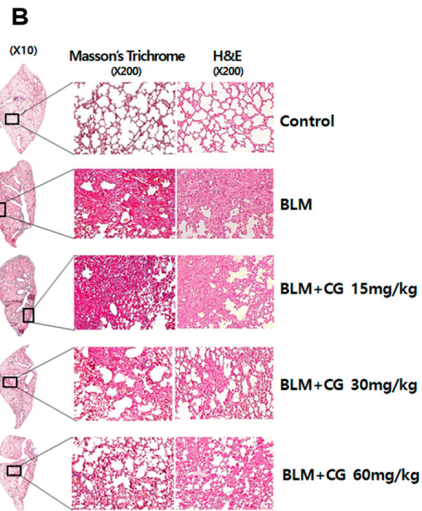 B
(X10)
Masson's Trichrome
(X200)
H&E
(X200)
Control
BLM
BLM+CG 15mg/kg
BLM+CG 30mg/kg
BLM+CG 60mg/kg